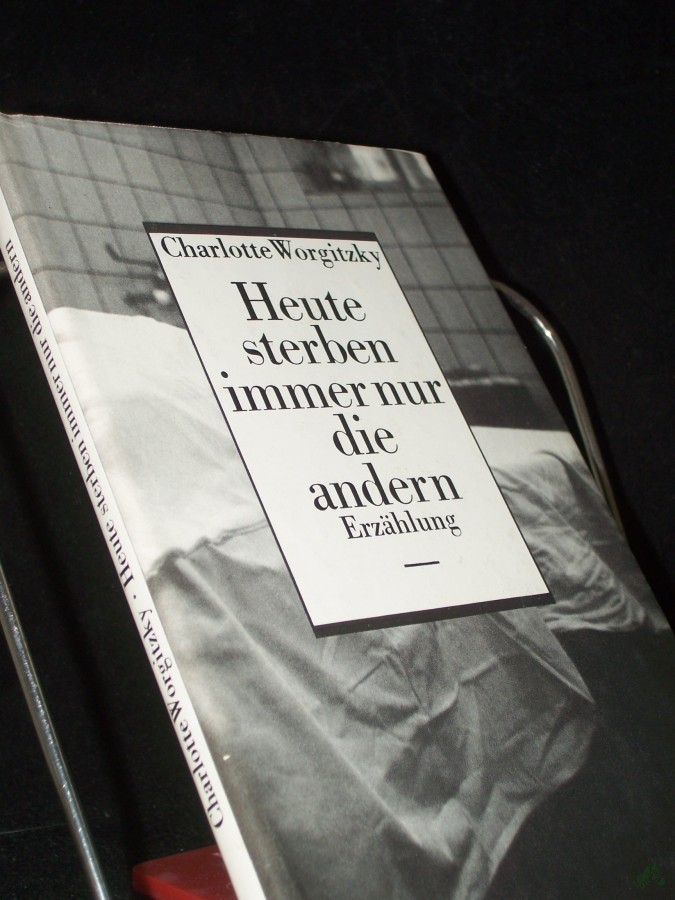 Charlotte Worgitzky
Heute
sterben
immer nur
die
andern
Erzählung
Charlotte Worgitzky · Heute sterben immer nur die andern